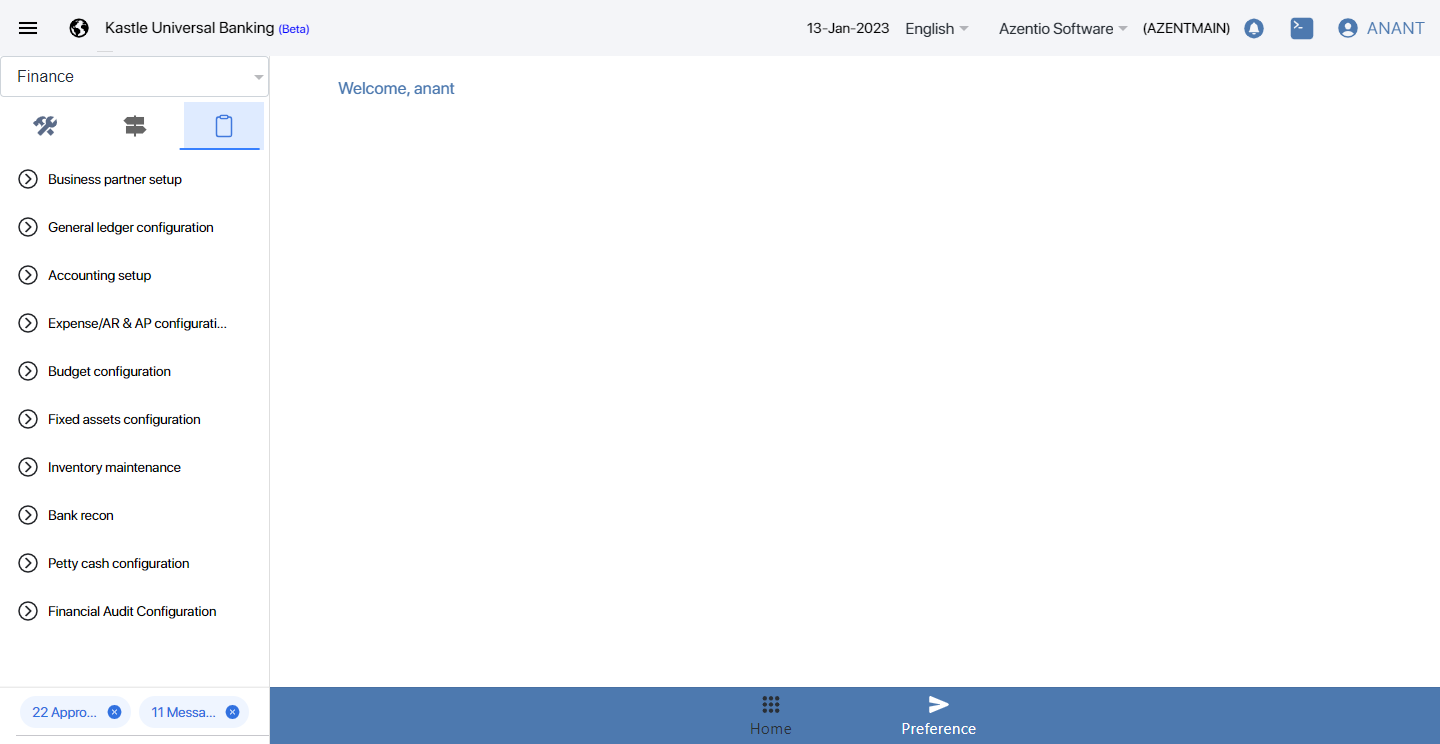 Kastle Universal Banking (Beta)
13-Jan-2023 English Azentio Software (AZENTMAIN) ANANT
Finance
Welcome, anant
Business partner setup
General ledger configuration
Accounting setup
Expense/AR & AP configurati...
Budget configuration
Fixed assets configuration
Inventory maintenance
Bank recon
Petty cash configuration
Financial Audit Configuration
22 Appro... 11 Messa...
Home Preference